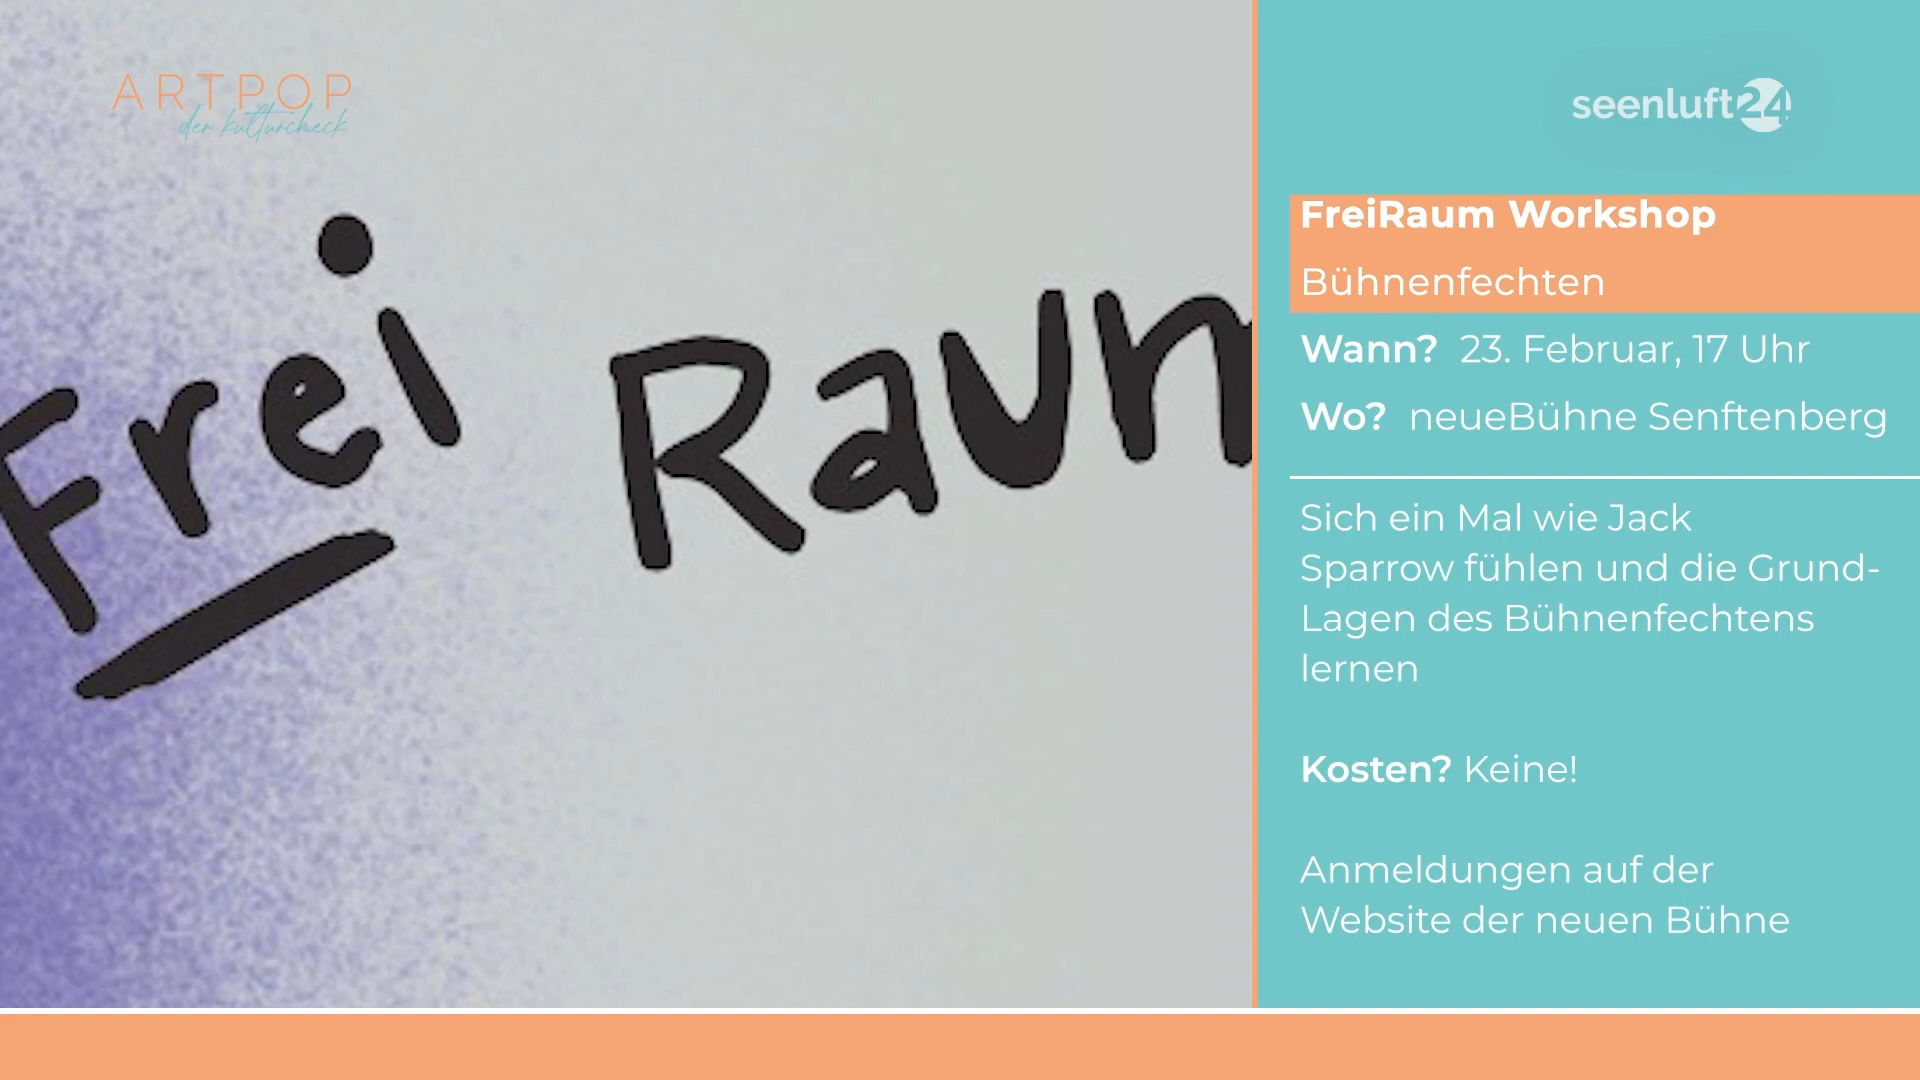 ARTPOP
der kulturcheck
seenluft24
Frei Raum
FreiRaum Workshop
Bühnenfechten
Wann? 23. Februar, 17 Uhr
Wo? neueBühne Senftenberg
Sich ein Mal wie Jack
Sparrow fühlen und die Grund-
Lagen des Bühnenfechtens
lernen
Kosten? Keine!
Anmeldungen auf der
Website der neuen Bühne